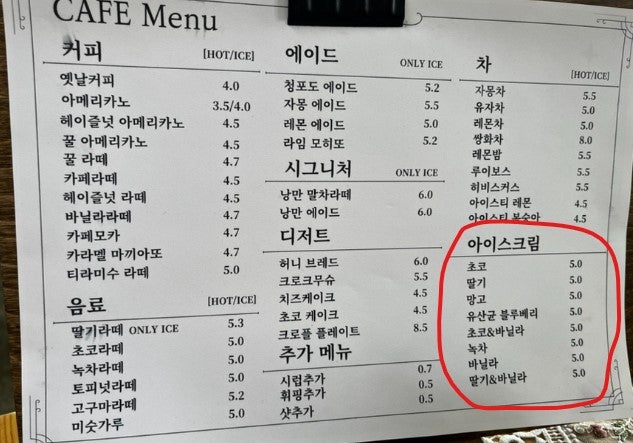 CAFE Menu
커피 [HOT/ICE]
옛날커피 4.0
아메리카노 3.5/4.0
헤이즐넛 아메리카노 4.5
꿀 아메리카노 4.5
꿀 라떼 4.7
카페라떼 4.5
헤이즐넛 라떼 4.5
바닐라라떼 4.7
카페모카 4.7
카라멜 마끼아또 4.7
티라미수 라떼 5.0
음료 [HOT/ICE]
딸기라떼 ONLY ICE 5.3
초코라떼 5.0
녹차라떼 5.0
토피넛라떼 5.0
고구마라떼 5.2
미숫가루 5.0
에이드 ONLY ICE
청포도 에이드 5.2
자몽 에이드 5.5
레몬 에이드 5.0
라임 모히또 5.2
시그니처 ONLY ICE
낭만 말차라떼 6.0
낭만 에이드 6.0
디저트
허니 브레드 6.0
크로크무슈 5.5
치즈케이크 4.5
초코 케이크 4.5
크로플 플레이트 8.5
추가 메뉴
시럽추가 0.7
휘핑추가 0.5
샷추가 0.5
차 [HOT/ICE]
자몽차 5.5
유자차 5.0
레몬차 5.0
쌍화차 8.0
레몬밤 5.5
루이보스 5.5
히비스커스 5.5
아이스티 레몬 4.5
아이스티 복숭아 4.5
아이스크림
초코 5.0
딸기 5.0
망고 5.0
유산균 블루베리 5.0
초코&바닐라 5.0
녹차 5.0
바닐라 5.0
딸기&바닐라 5.0